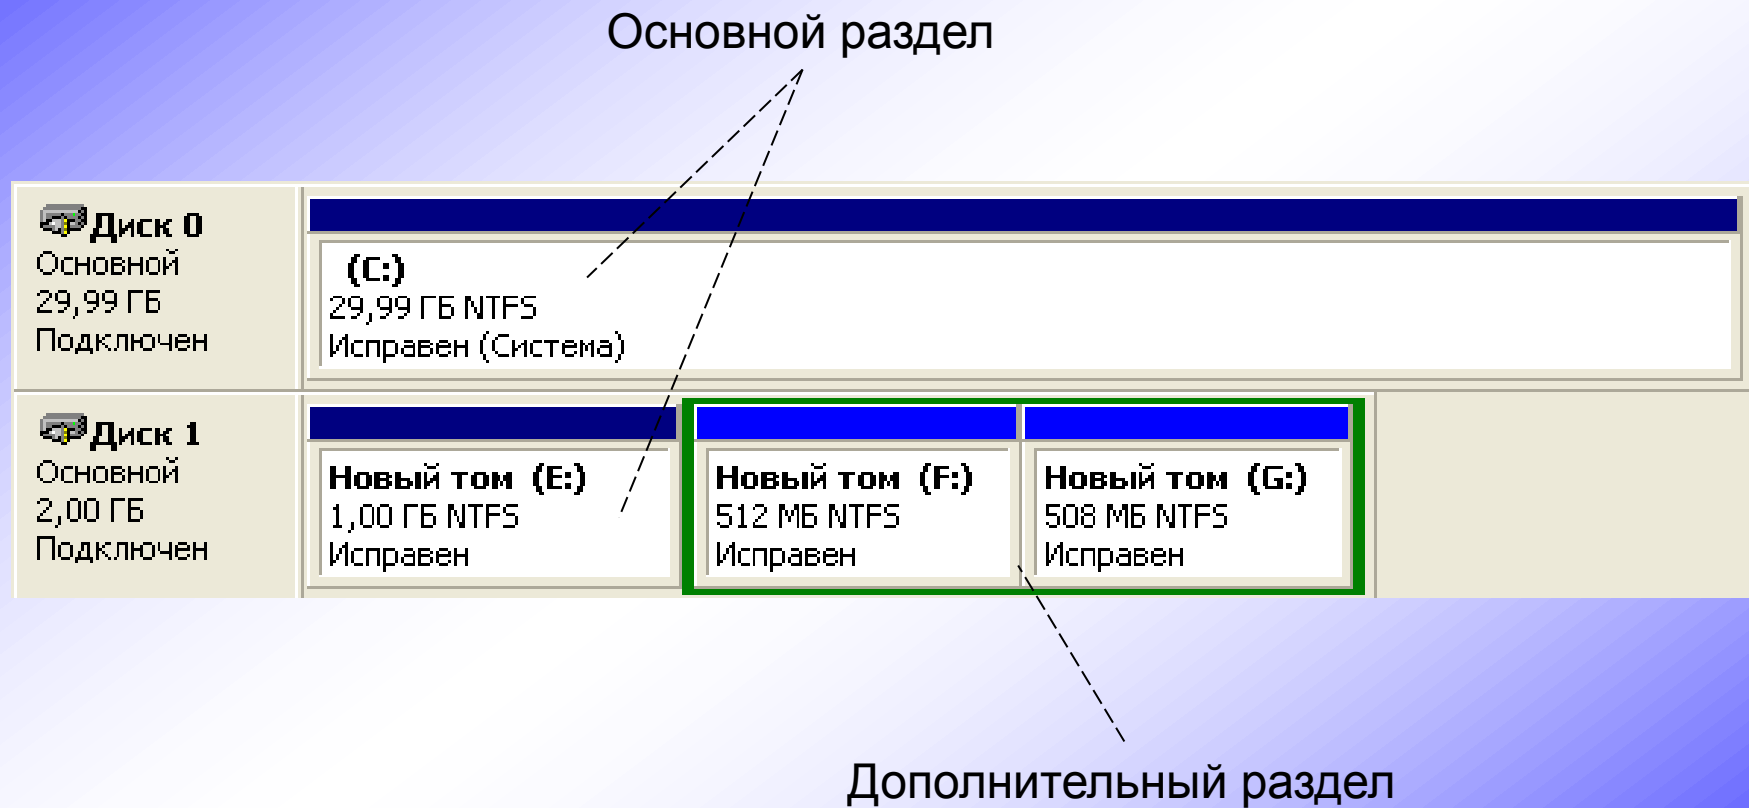 Основной раздел
Диск 0
Основной
29,99 ГБ
Подключен
(C:)
29,99 ГБ NTFS
Исправен (Система)
Диск 1
Основной
2,00 ГБ
Подключен
Новый том (E:)
1,00 ГБ NTFS
Исправен
Новый том (F:)
512 МБ NTFS
Исправен
Новый том (G:)
508 МБ NTFS
Исправен
Дополнительный раздел